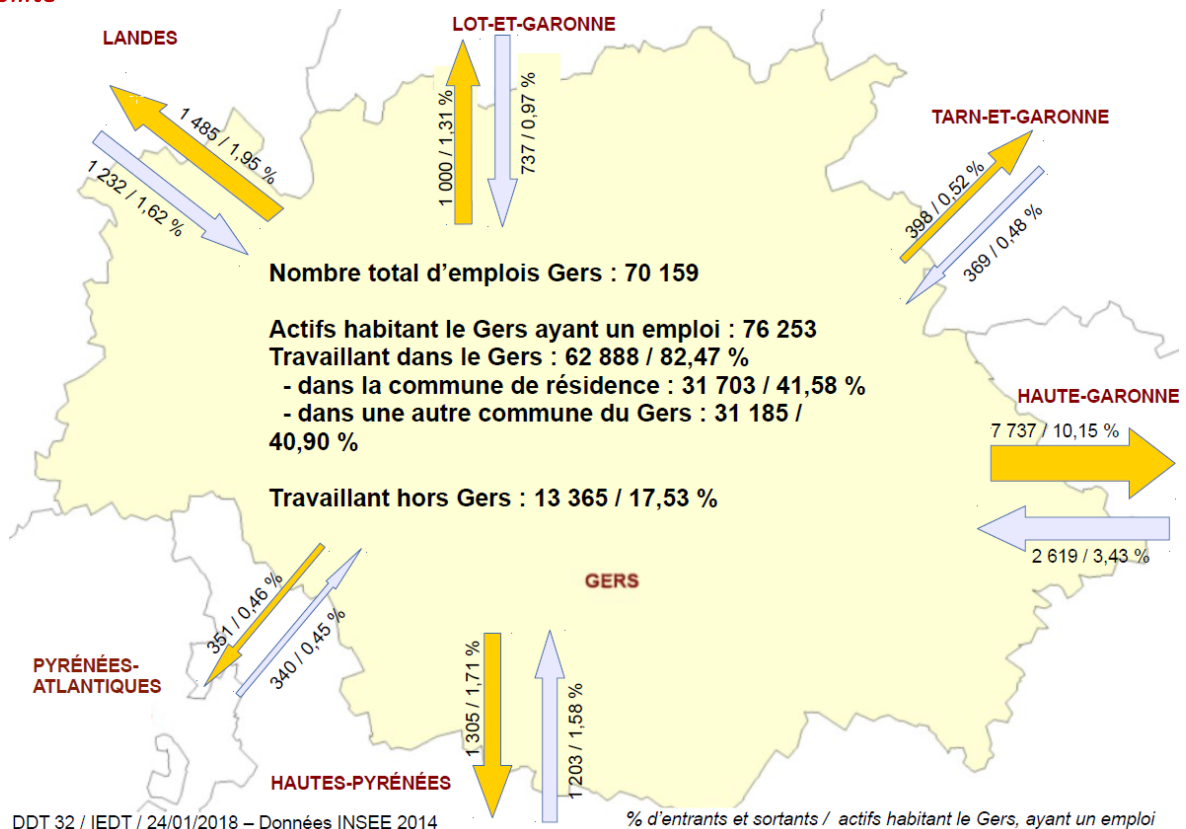 LANDES
LOT-ET-GARONNE
TARN-ET-GARONNE
1 485 / 1,95 %
1 232 / 1,62 %
1 000 / 1,31 %
737 / 0,97 %
398 / 0,52 %
369 / 0,48 %
Nombre total d'emplois Gers : 70 159
Actifs habitant le Gers ayant un emploi : 76 253
Travaillant dans le Gers : 62 888 / 82,47 %
- dans la commune de résidence : 31 703 / 41,58 %
- dans une autre commune du Gers : 31 185 /
40,90 %
Travaillant hors Gers : 13 365 / 17,53 %
HAUTE-GARONNE
7 737 / 10,15 %
2 619 / 3,43 %
GERS
351 / 0,46 %
340 / 0,45 %
PYRÉNÉES-
ATLANTIQUES
1 305 / 1,71 %
1 203 / 1,58 %
HAUTES-PYRÉNÉES
DDT 32 / IEDT / 24/01/2018 – Données INSEE 2014
% d'entrants et sortants / actifs habitant le Gers, ayant un emploi